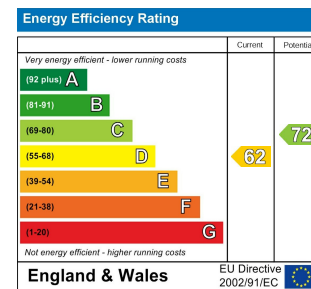 Energy Efficiency Rating
Current Potentia
Very energy efficient - lower running costs
(92 plus) A
(81-91) B
(69-80) C
72
(55-68) D
62
(39-54) E
(21-38) F
(1-20) G
Not energy efficient - higher running costs
England & Wales
EU Directive
2002/91/EC